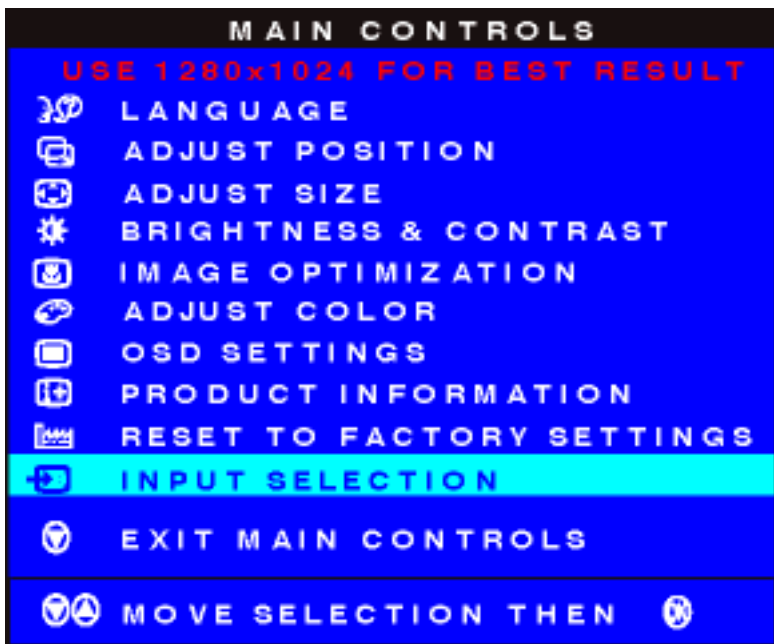 MAIN CONTROLS
USE 1280x1024 FOR BEST RESULT
LANGUAGE
ADJUST POSITION
ADJUST SIZE
BRIGHTNESS & CONTRAST
IMAGE OPTIMIZATION
ADJUST COLOR
OSD SETTINGS
PRODUCT INFORMATION
RESET TO FACTORY SETTINGS
INPUT SELECTION
EXIT MAIN CONTROLS
MOVE SELECTION THEN